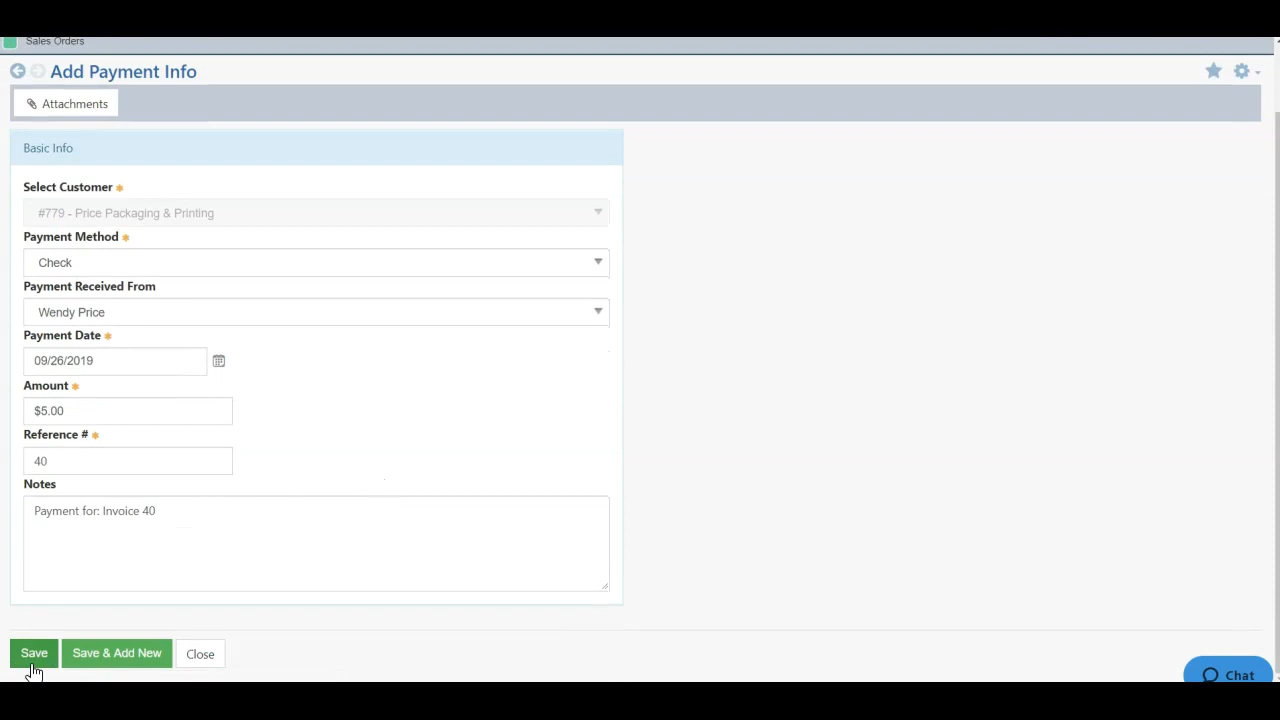 Sales Orders
Add Payment Info
Attachments
Basic Info
Select Customer
#779 - Price Packaging & Printing
Payment Method
Check
Payment Received From
Wendy Price
Payment Date
09/26/2019
Amount
$5.00
Reference #
40
Notes
Payment for: Invoice 40
Save Save & Add New Close
Chat